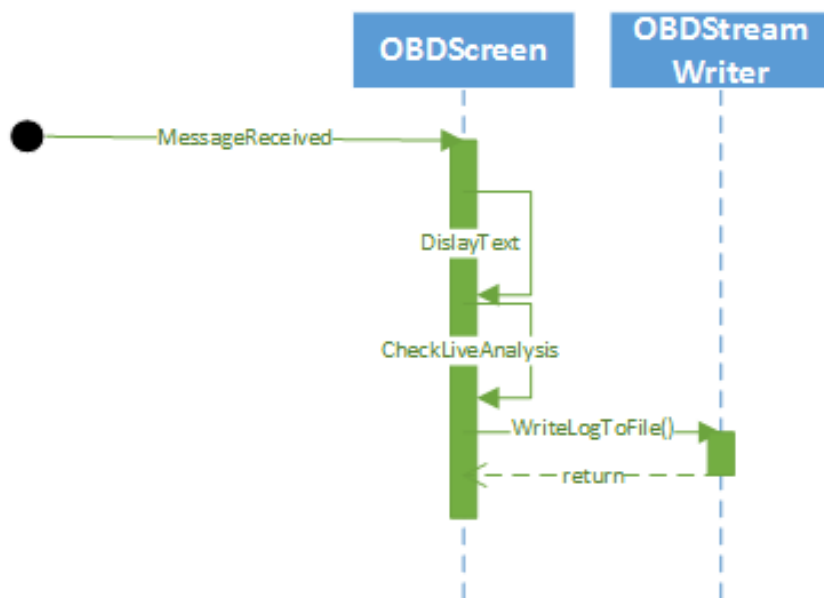 OBDScreen
OBDStream
Writer
MessageReceived
DislayText
CheckLiveAnalysis
WriteLogToFile()
return